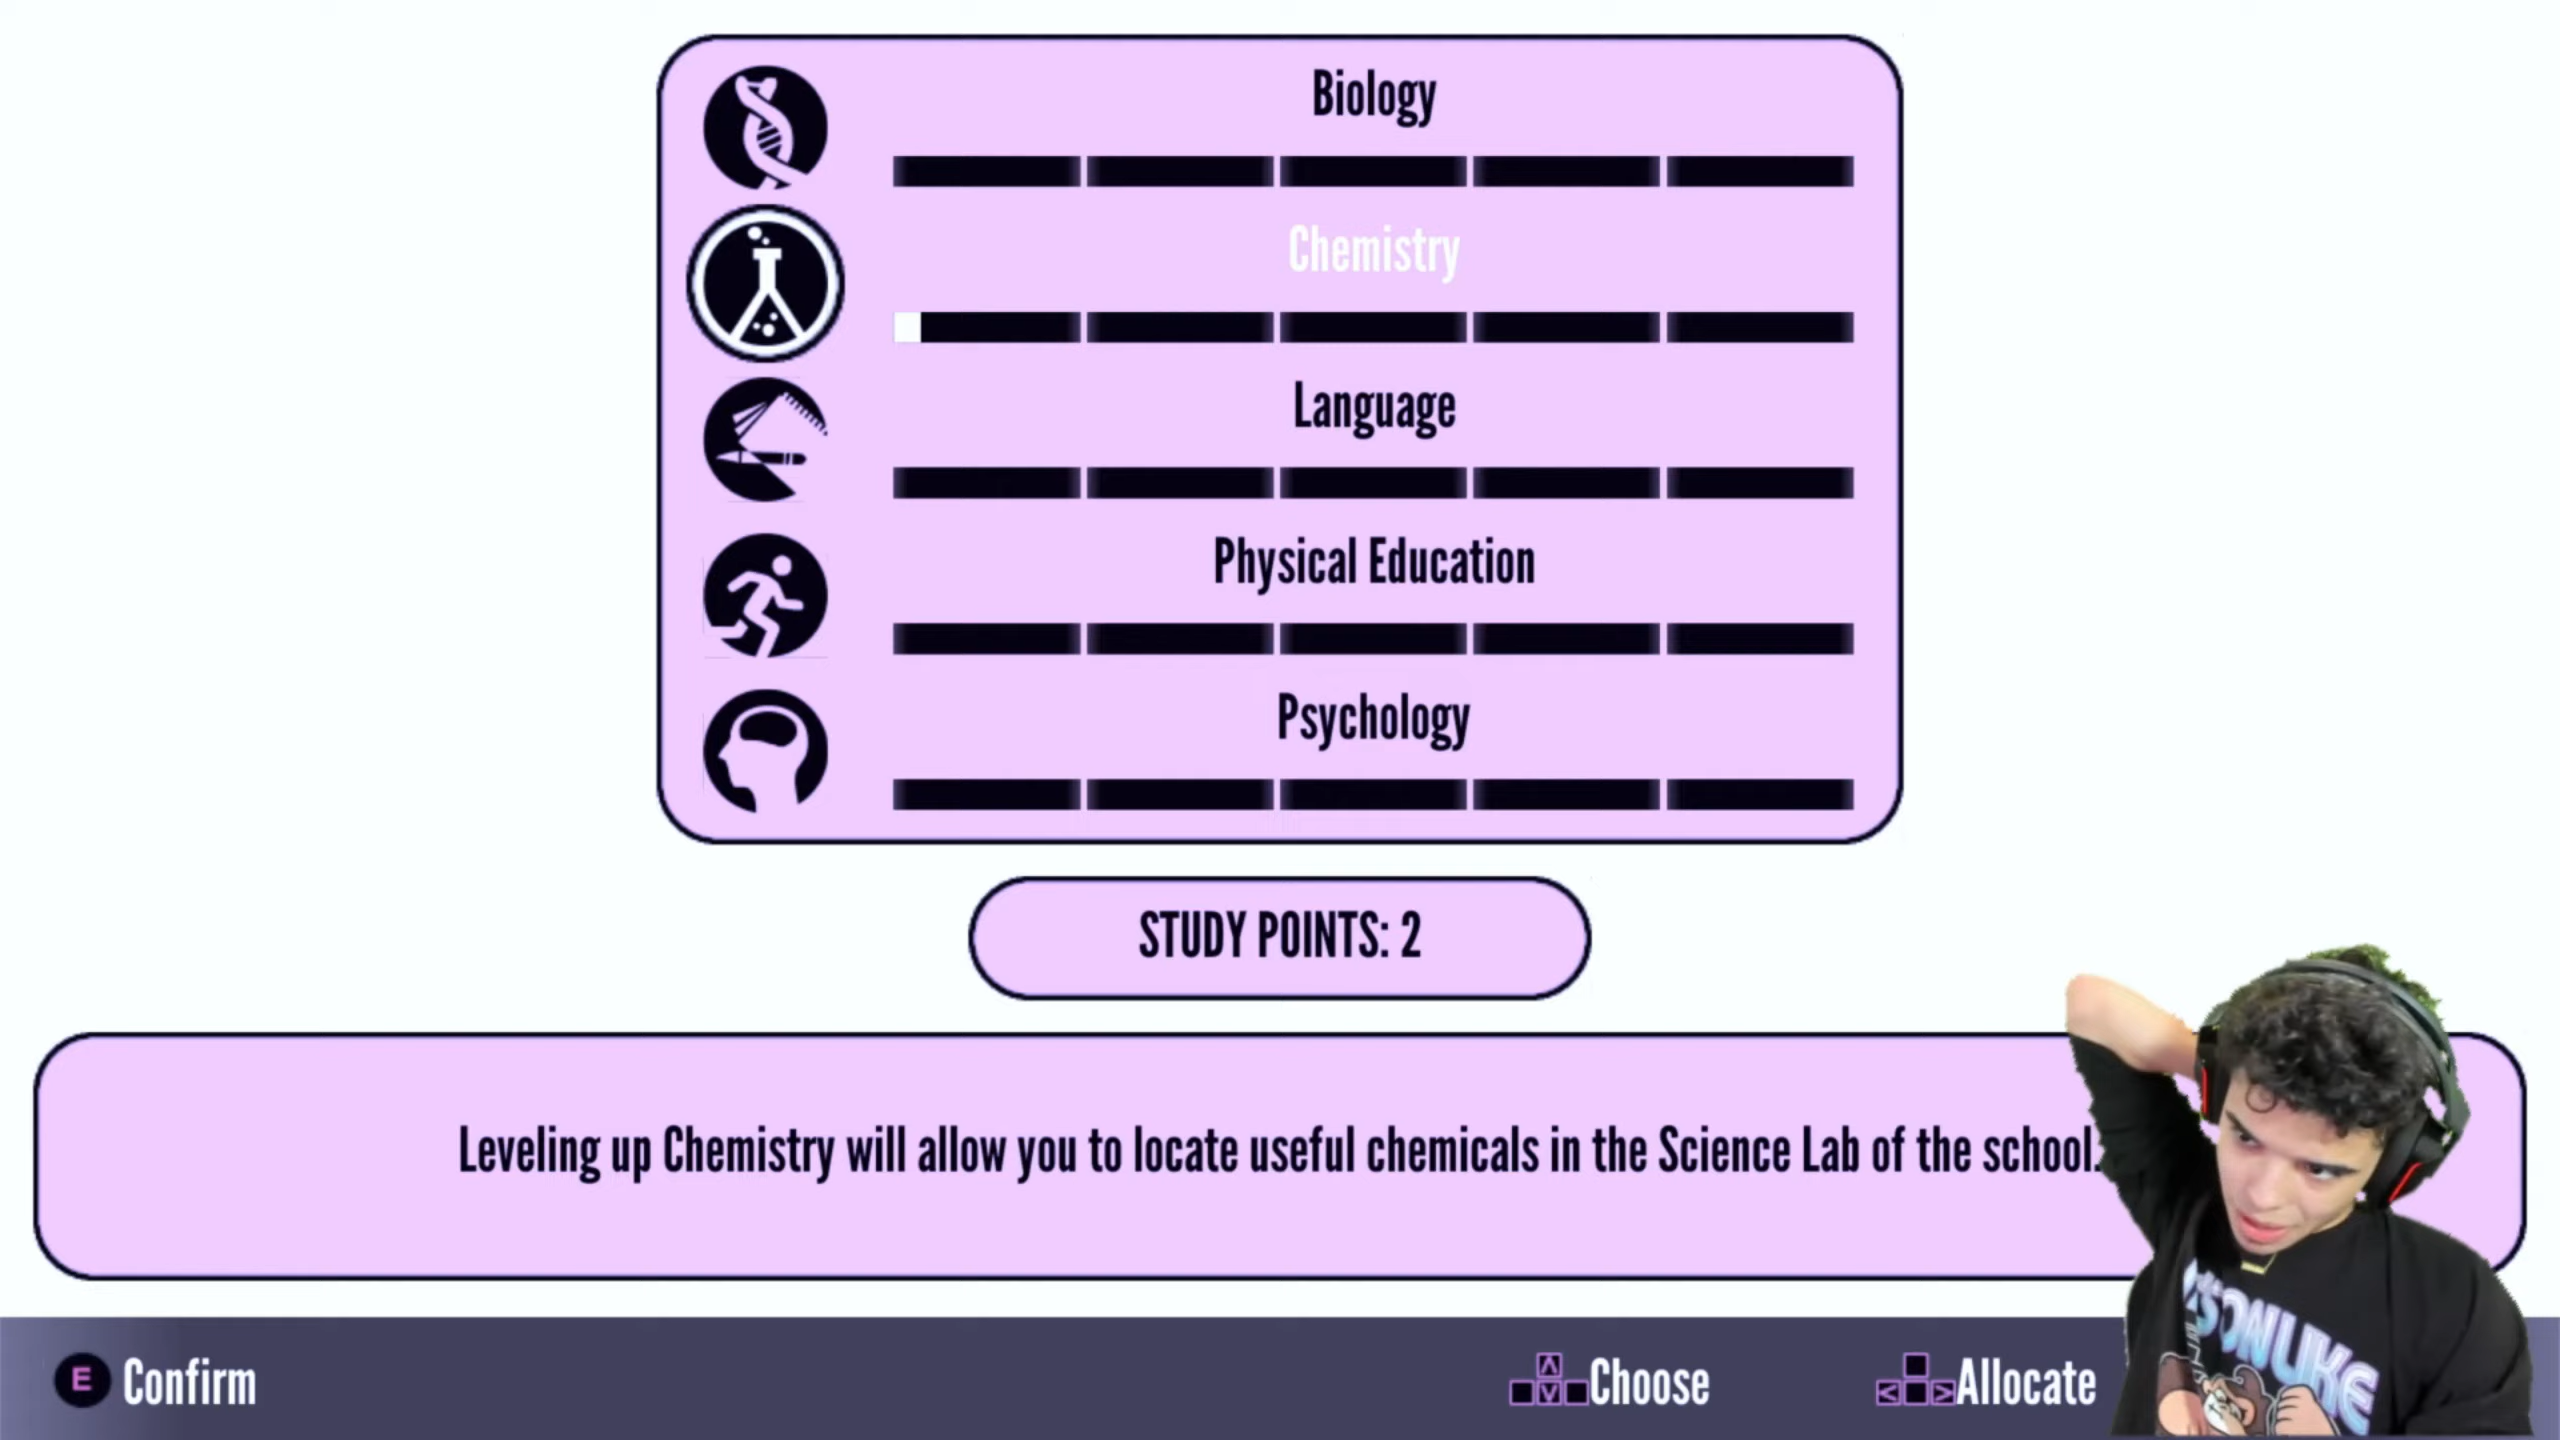 Biology
Chemistry
Language
Physical Education
Psychology
STUDY POINTS: 2
Leveling up Chemistry will allow you to locate useful chemicals in the Science Lab of the school.
E Confirm
Choose
Allocate